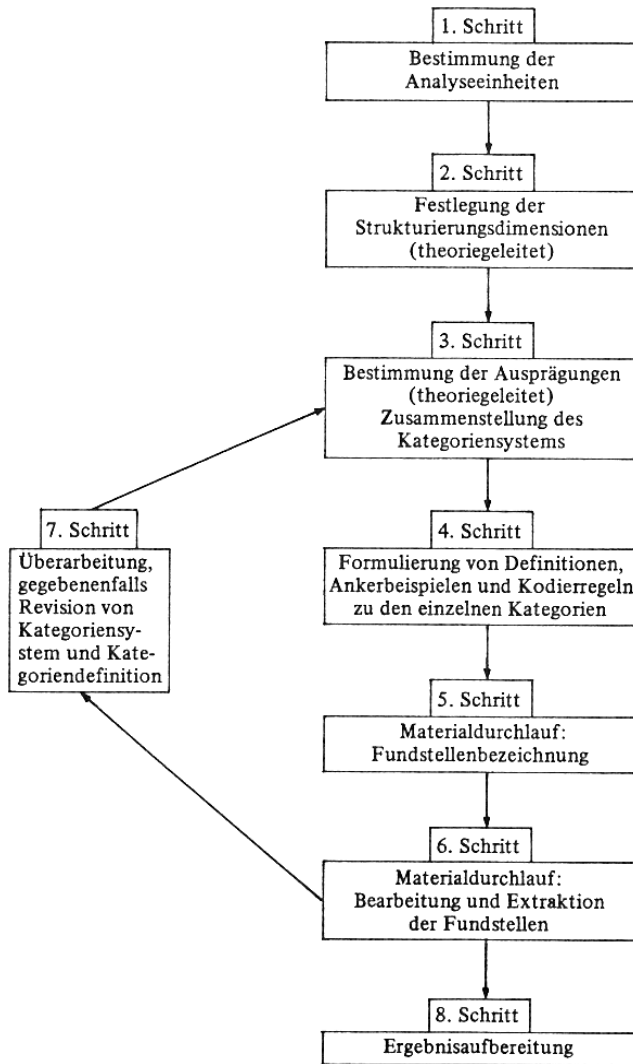 1. Schritt
Bestimmung der
Analyseeinheiten
2. Schritt
Festlegung der
Strukturierungsdimensionen
(theoriegeleitet)
3. Schritt
Bestimmung der Ausprägungen
(theoriegeleitet)
Zusammenstellung des
Kategoriensystems
4. Schritt
Formulierung von Definitionen,
Ankerbeispielen und Kodierregeln
zu den einzelnen Kategorien
5. Schritt
Materialdurchlauf:
Fundstellenbezeichnung
6. Schritt
Materialdurchlauf:
Bearbeitung und Extraktion
der Fundstellen
7. Schritt
Überarbeitung,
gegebenenfalls
Revision von
Kategoriensy-
stem und Kate-
goriendefinition
8. Schritt
Ergebnisaufbereitung